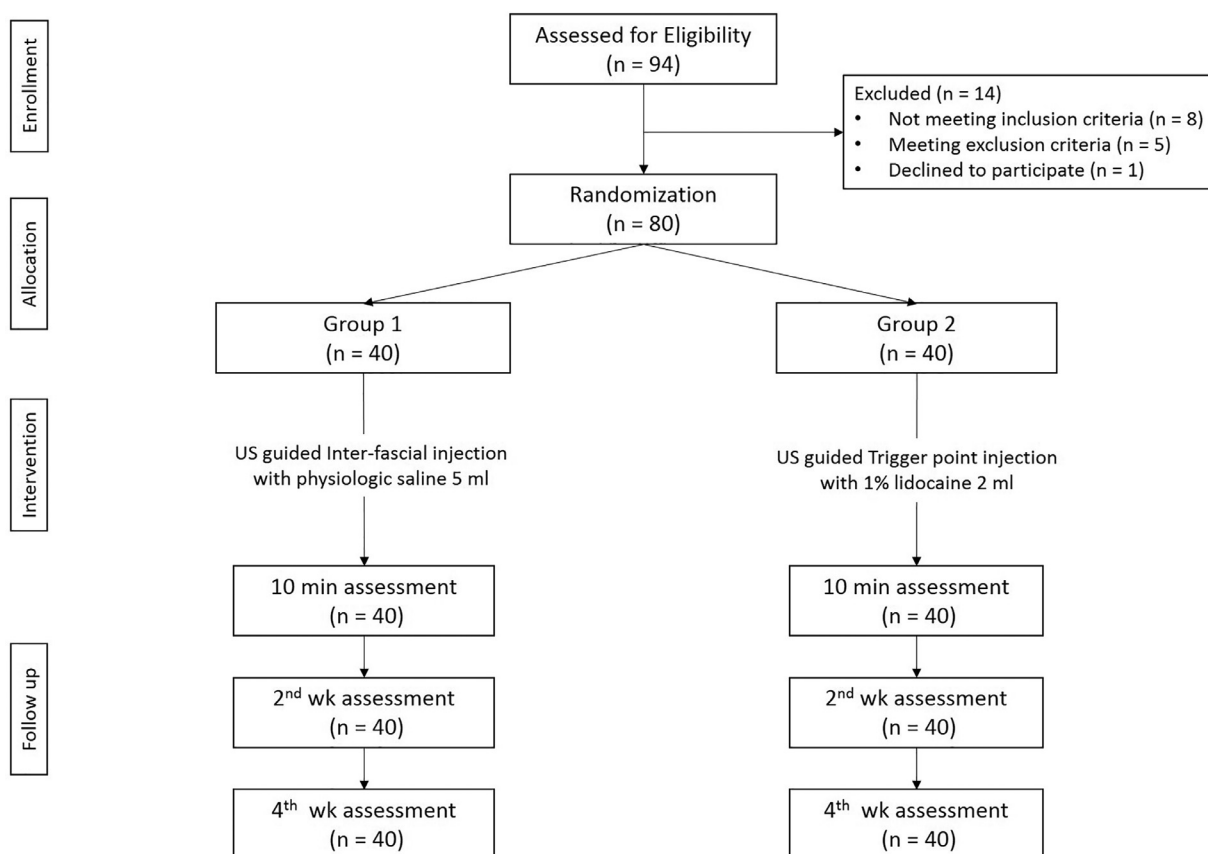 Enrollment
Assessed for Eligibility
(n = 94)
Excluded (n = 14)
• Not meeting inclusion criteria (n = 8)
• Meeting exclusion criteria (n = 5)
• Declined to participate (n = 1)
Allocation
Randomization
(n = 80)
Group 1
(n = 40)
Group 2
(n = 40)
Intervention
US guided Inter-fascial injection
with physiologic saline 5 ml
US guided Trigger point injection
with 1% lidocaine 2 ml
10 min assessment
(n = 40)
10 min assessment
(n = 40)
Follow up
2nd wk assessment
(n = 40)
2nd wk assessment
(n = 40)
4th wk assessment
(n = 40)
4th wk assessment
(n = 40)